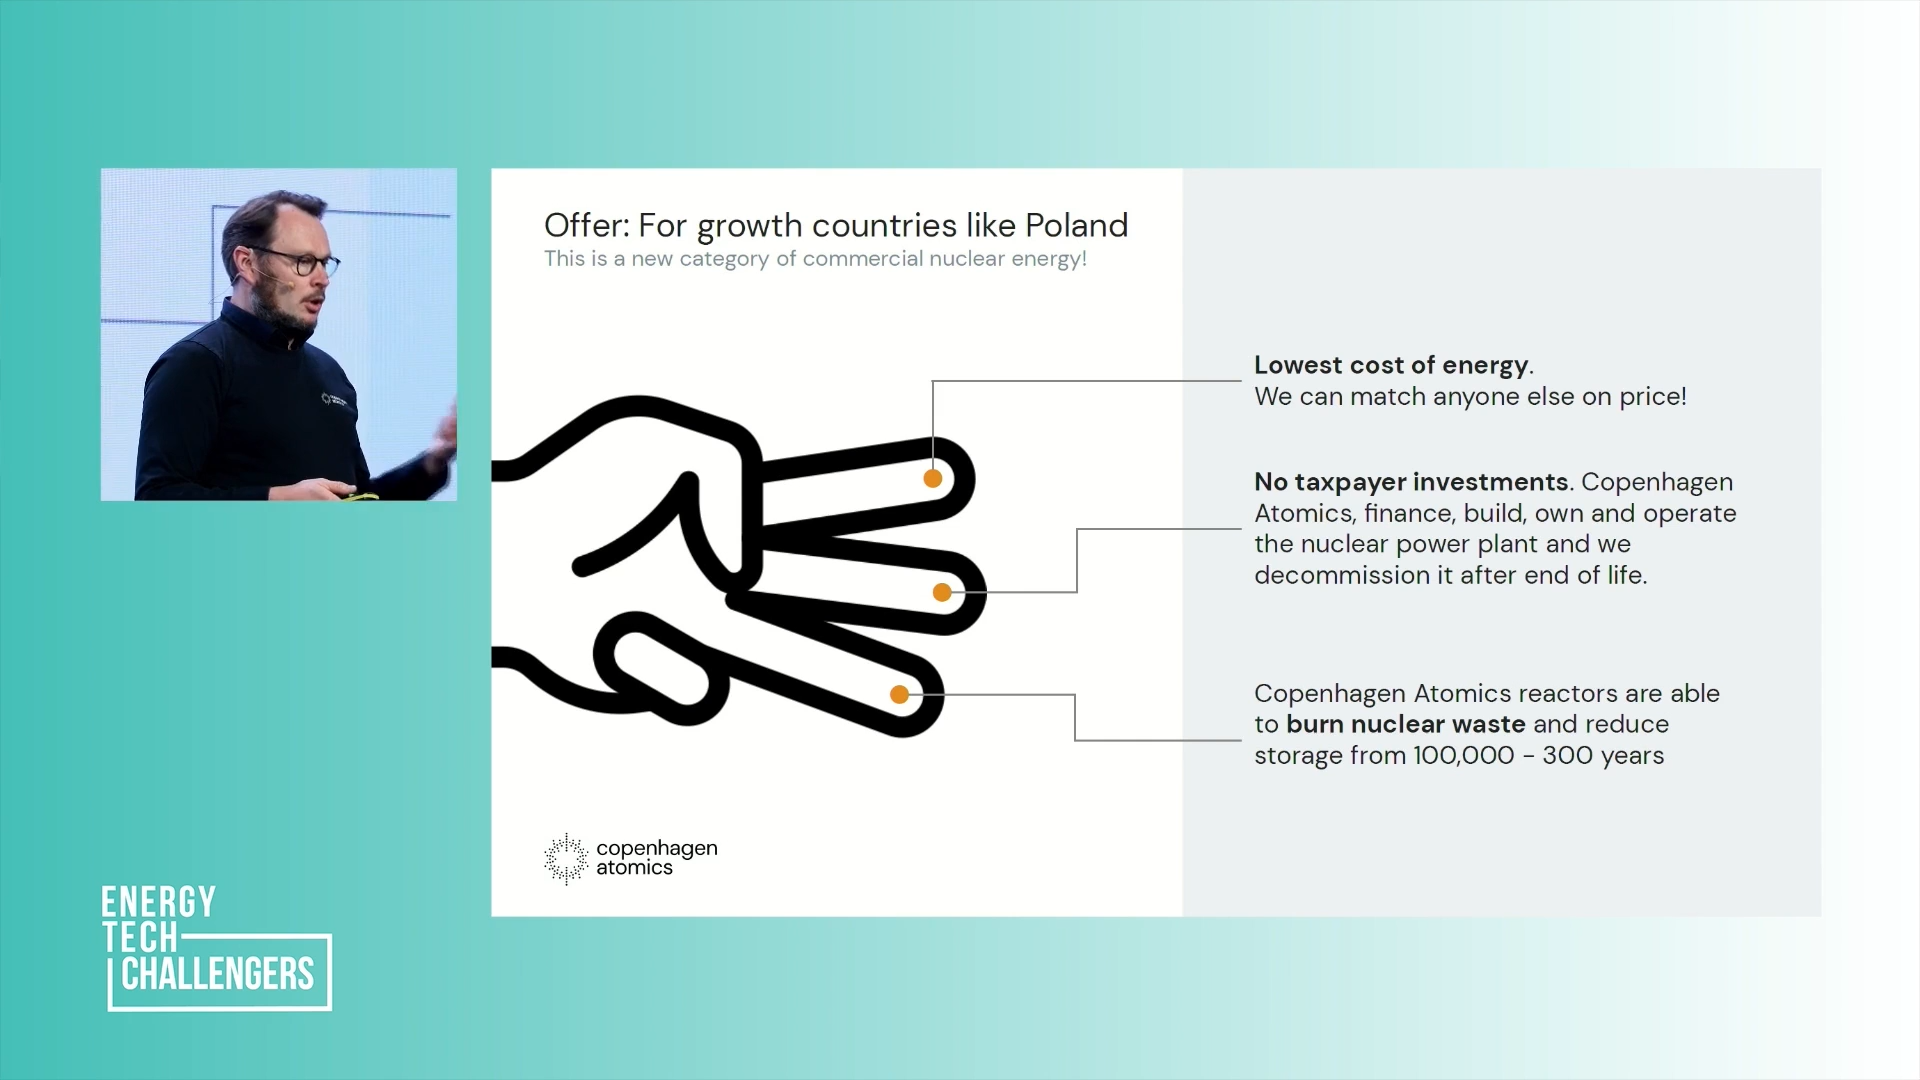 Offer: For growth countries like Poland
This is a new category of commercial nuclear energy!
Lowest cost of energy.
We can match anyone else on price!
No taxpayer investments. Copenhagen
Atomics, finance, build, own and operate
the nuclear power plant and we
decommission it after end of life.
Copenhagen Atomics reactors are able
to burn nuclear waste and reduce
storage from 100,000 - 300 years
copenhagen
atomics
ENERGY
TECH
CHALLENGERS